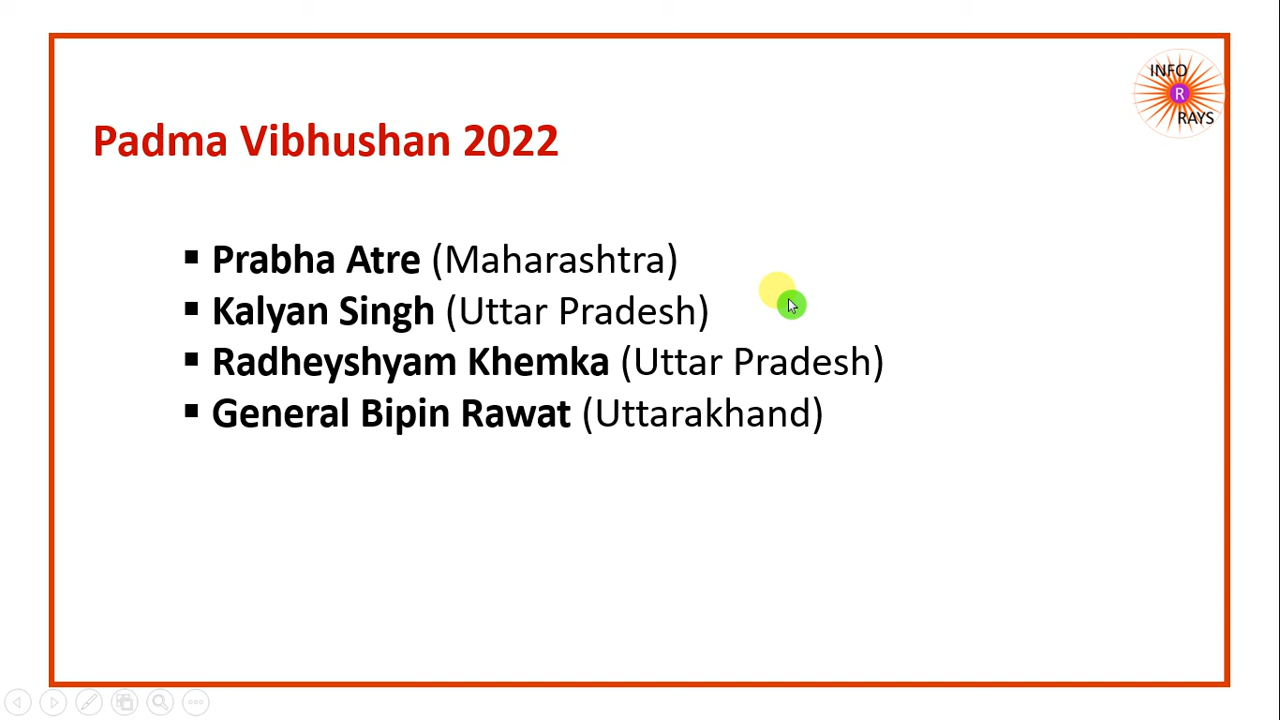 INFO
R
RAYS
Padma Vibhushan 2022
▪ Prabha Atre (Maharashtra)
▪ Kalyan Singh (Uttar Pradesh)
▪ Radheyshyam Khemka (Uttar Pradesh)
▪ General Bipin Rawat (Uttarakhand)